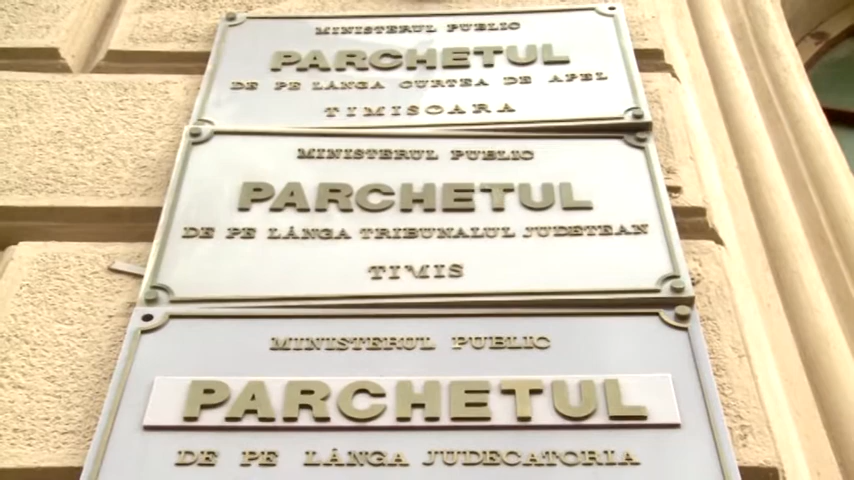 MINISTERUL PUBLIC
PARCHETUL
DE PE LÂNGA CURTEA DE APEL
TIMISOARA
MINISTERUL PUBLIC
PARCHETUL
DE PE LÂNGA TRIBUNALUL JUDETEAN
TIMIS
MINISTERUL PUBLIC
PARCHETUL
DE PE LÂNGA JUDECATORIA